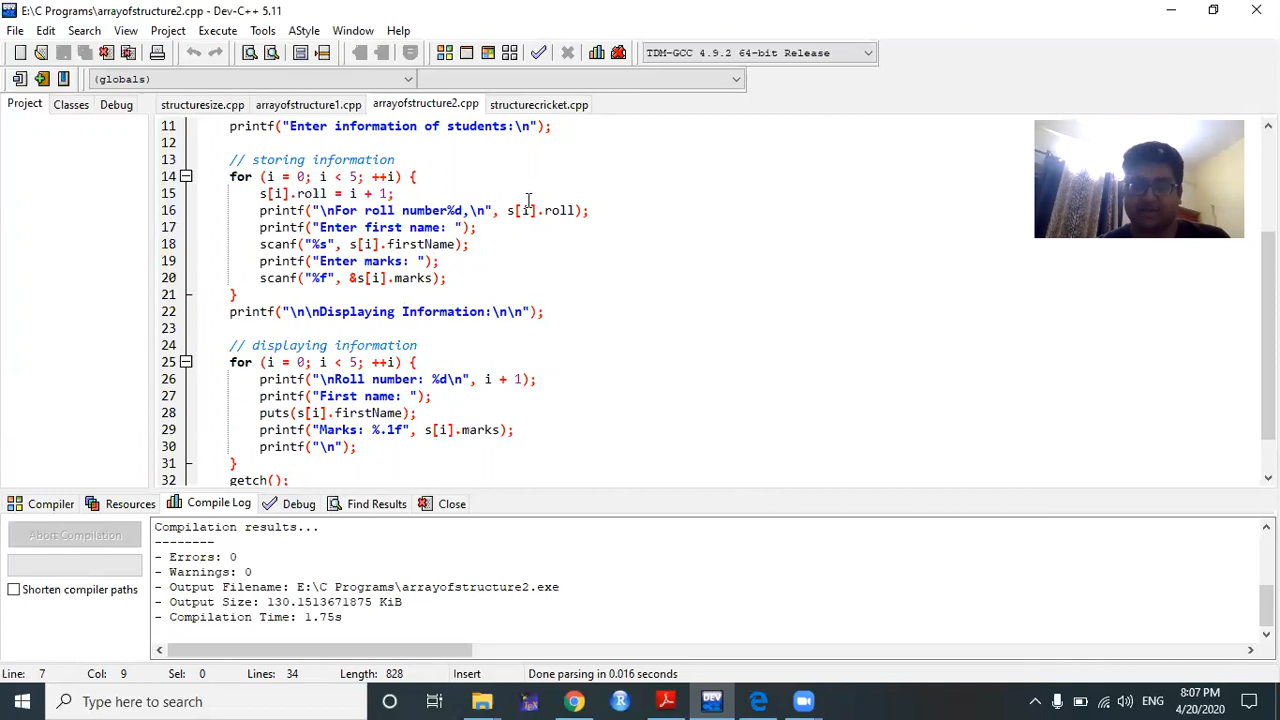 E:\C Programs\arrayofstructure2.cpp - Dev-C++ 5.11
File Edit Search View Project Execute Tools AStyle Window Help
TDM-GCC 4.9.2 64-bit Release
(globals)
Project Classes Debug structuresize.cpp arrayofstructure1.cpp arrayofstructure2.cpp structurecricket.cpp
11 printf("Enter information of students:\n");
12
13 // storing information
14 for (i = 0; i < 5; ++i) {
15 s[i].roll = i + 1;
16 printf("\nFor roll number%d,\n", s[i].roll);
17 printf("Enter first name: ");
18 scanf("%s", s[i].firstName);
19 printf("Enter marks: ");
20 scanf("%f", &s[i].marks);
21 }
22 printf("\n\nDisplaying Information:\n\n");
23
24 // displaying information
25 for (i = 0; i < 5; ++i) {
26 printf("\nRoll number: %d\n", i + 1);
27 printf("First name: ");
28 puts(s[i].firstName);
29 printf("Marks: %.1f", s[i].marks);
30 printf("\n");
31 }
32 getch();
Compiler Resources Compile Log Debug Find Results Close
Abort Compilation
Shorten compiler paths
Compilation results...
--------
- Errors: 0
- Warnings: 0
- Output Filename: E:\C Programs\arrayofstructure2.exe
- Output Size: 130.1513671875 KiB
- Compilation Time: 1.75s
Line: 7 Col: 9 Sel: 0 Lines: 34 Length: 828 Insert Done parsing in 0.016 seconds
Type here to search
R
DEV
ENG
8:07 PM
4/20/2020